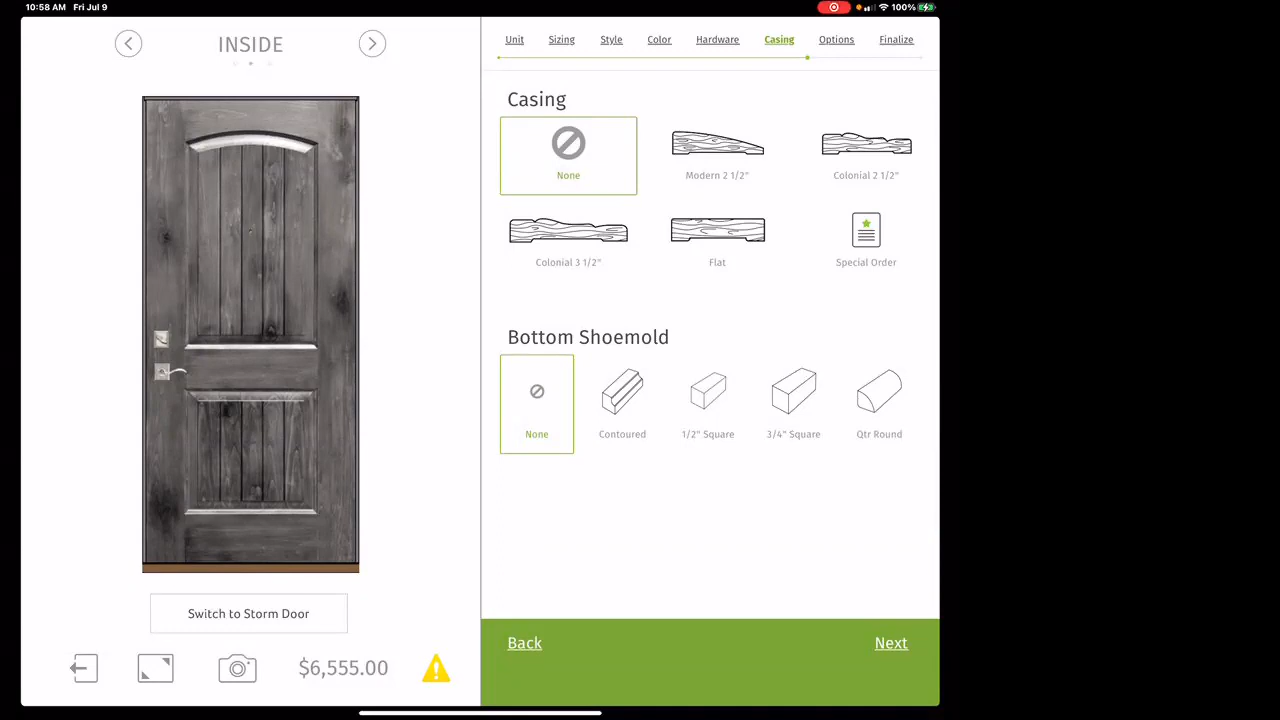 10:58 AM Fri Jul 9
100%
INSIDE
Switch to Storm Door
$6,555.00
Unit Sizing Style Color Hardware Casing Options Finalize
Casing
None Modern 2 1/2" Colonial 2 1/2"
Colonial 3 1/2" Flat Special Order
Bottom Shoemold
None Contoured 1/2" Square 3/4" Square Qtr Round
Back Next